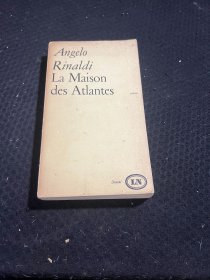 Angelo
Rinaldi
La Maison
des Atlantes
LN